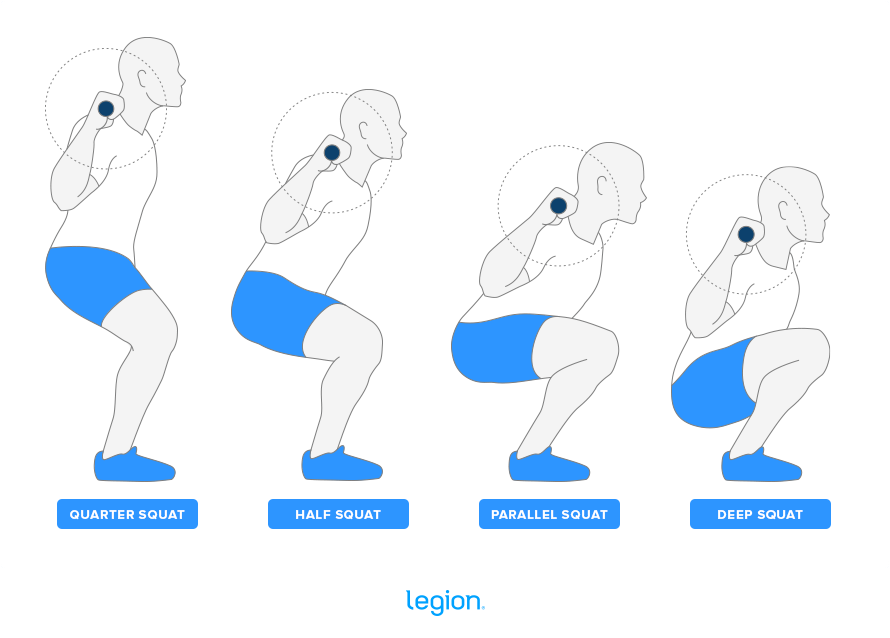 QUARTER SQUAT
HALF SQUAT
PARALLEL SQUAT
DEEP SQUAT
legion.